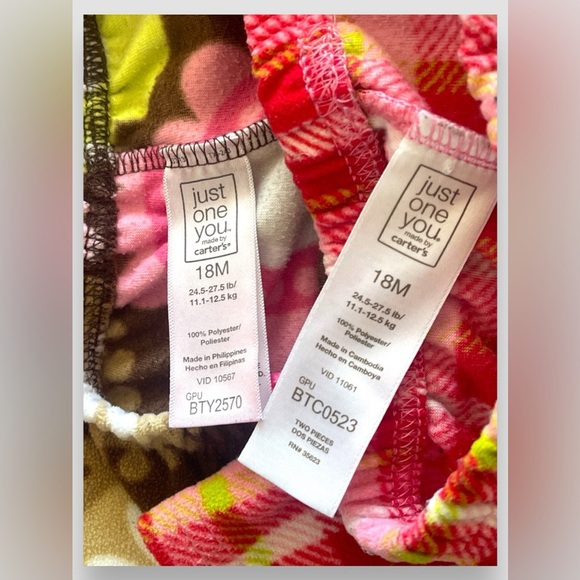 just
one
you™
made by
carter's®
18M
24.5-27.5 lb/
11.1-12.5 kg
100% Polyester/
Poliester
Made in Philippines
Hecho en Filipinas
VID 10567
GPU
BTY2570
D.
just
one
you®
made by
carter's
18M
24.5-27.5 lb/
11.1-12.5 kg
100% Polyester/
Poliester
Made in Cambodia
Hecho en Camboya
VID 11061
GPU
BTC0523
TWO PIECES
DOS PIEZAS
RN# 35623